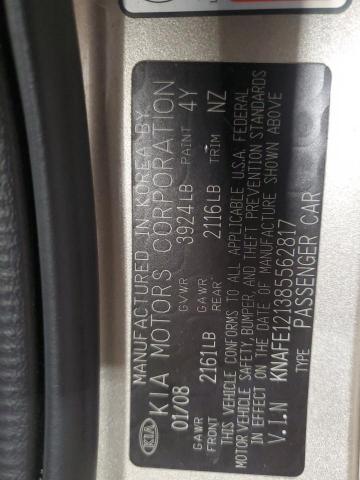 MANUFACTURED IN KOREA BY
KIA KIA MOTORS CORPORATION
01/08 GVWR 3924LB PAINT 4Y
GAWR FRONT 2161LB GAWR REAR 2116LB TRIM NZ
THIS VEHICLE CONFORMS TO ALL APPLICABLE U.S.A. FEDERAL
MOTOR VEHICLE SAFETY, BUMPER AND THEFT PREVENTION STANDARDS
IN EFFECT ON THE DATE OF MANUFACTURE SHOWN ABOVE
V.I.N KNAFE121385562817
TYPE PASSENGER CAR